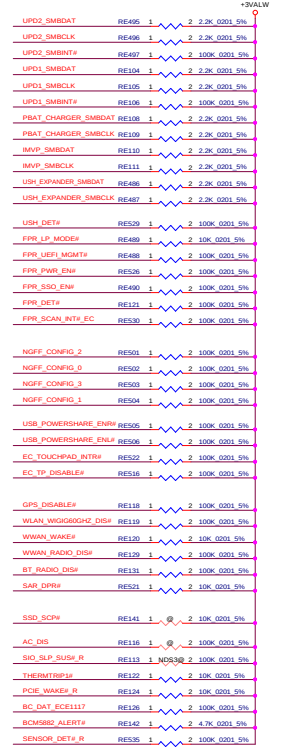 +3VALW
UPD2_SMBDAT RE495 1 2 2.2K_0201_5%
UPD2_SMBCLK RE496 1 2 2.2K_0201_5%
UPD2_SMBINT# RE497 1 2 100K_0201_5%
UPD1_SMBDAT RE104 1 2 2.2K_0201_5%
UPD1_SMBCLK RE105 1 2 2.2K_0201_5%
UPD1_SMBINT# RE106 1 2 100K_0201_5%
PBAT_CHARGER_SMBDAT RE108 1 2 2.2K_0201_5%
PBAT_CHARGER_SMBCLK RE109 1 2 2.2K_0201_5%
IMVP_SMBDAT RE110 1 2 2.2K_0201_5%
IMVP_SMBCLK RE111 1 2 2.2K_0201_5%
USH_EXPANDER_SMBDAT RE486 1 2 2.2K_0201_5%
USH_EXPANDER_SMBCLK RE487 1 2 2.2K_0201_5%
USH_DET# RE529 1 2 100K_0201_5%
FPR_LP_MODE# RE489 1 2 10K_0201_5%
FPR_UEFI_MGMT# RE488 1 2 100K_0201_5%
FPR_PWR_EN# RE526 1 2 100K_0201_5%
FPR_SSO_EN# RE490 1 2 100K_0201_5%
FPR_DET# RE121 1 2 100K_0201_5%
FPR_SCAN_INT#_EC RE530 1 2 100K_0201_5%
NGFF_CONFIG_2 RE501 1 2 100K_0201_5%
NGFF_CONFIG_0 RE502 1 2 100K_0201_5%
NGFF_CONFIG_3 RE503 1 2 100K_0201_5%
NGFF_CONFIG_1 RE504 1 2 100K_0201_5%
USB_POWERSHARE_ENR# RE505 1 2 100K_0201_5%
USB_POWERSHARE_ENL# RE506 1 2 100K_0201_5%
EC_TOUCHPAD_INTR# RE522 1 2 100K_0201_5%
EC_TP_DISABLE# RE516 1 2 100K_0201_5%
GPS_DISABLE# RE118 1 2 100K_0201_5%
WLAN_WIGIG60GHZ_DIS# RE119 1 2 100K_0201_5%
WWAN_WAKE# RE120 1 2 10K_0201_5%
WWAN_RADIO_DIS# RE129 1 2 100K_0201_5%
BT_RADIO_DIS# RE131 1 2 100K_0201_5%
SAR_DPR# RE521 1 2 10K_0201_5%
SSD_SCP# RE141 1 @ 2 10K_0201_5%
AC_DIS RE116 1 @ 2 100K_0201_5%
SIO_SLP_SUS#_R RE113 1 NDS3@ 2 100K_0201_5%
THERMTRIP1# RE122 1 2 10K_0201_5%
PCIE_WAKE#_R RE124 1 2 10K_0201_5%
BC_DAT_ECE1117 RE126 1 2 100K_0201_5%
BCM5882_ALERT# RE142 1 2 4.7K_0201_5%
SENSOR_DET#_R RE535 1 2 100K_0201_5%